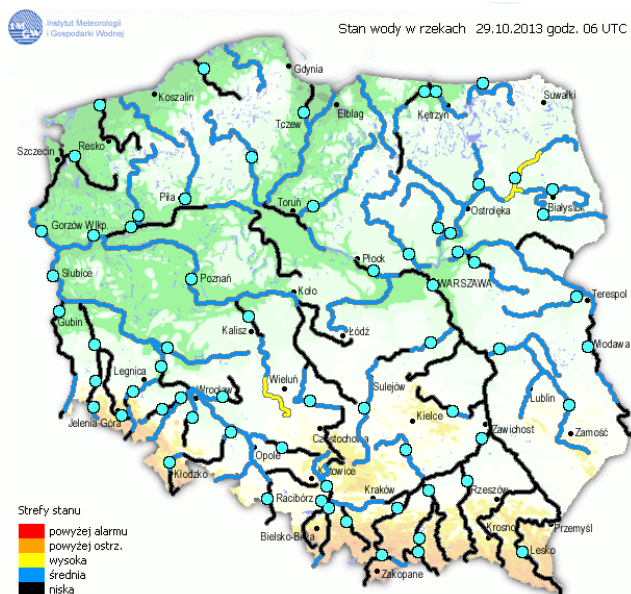 Instytut Meteorologii
i Gospodarki Wodnej
Stan wody w rzekach 29.10.2013 godz. 06 UTC
Gdynia
Koszalin
Suwałki
Elbląg
Kętrzyn
Tczew
Resko
Szczecin
Piła
Toruń
Białystok
Ostrołęka
Gorzów Wlkp.
Płock
Słubice
Poznań
WARSZAWA
Koło
Terespol
Gubin
Kalisz
Łódź
Włodawa
Legnica
Wieluń
Sulejów
Wrocław
Lublin
Jelenia Góra
Kielce
Zawichost
Zamość
Częstochowa
Opole
Katowice
Kłodzko
Racibórz
Kraków
Rzeszów
Bielsko-Biała
Krosno
Przemyśl
Lesko
Zakopane
Strefy stanu
powyżej alarmu
powyżej ostrz.
wysoka
średnia
niska